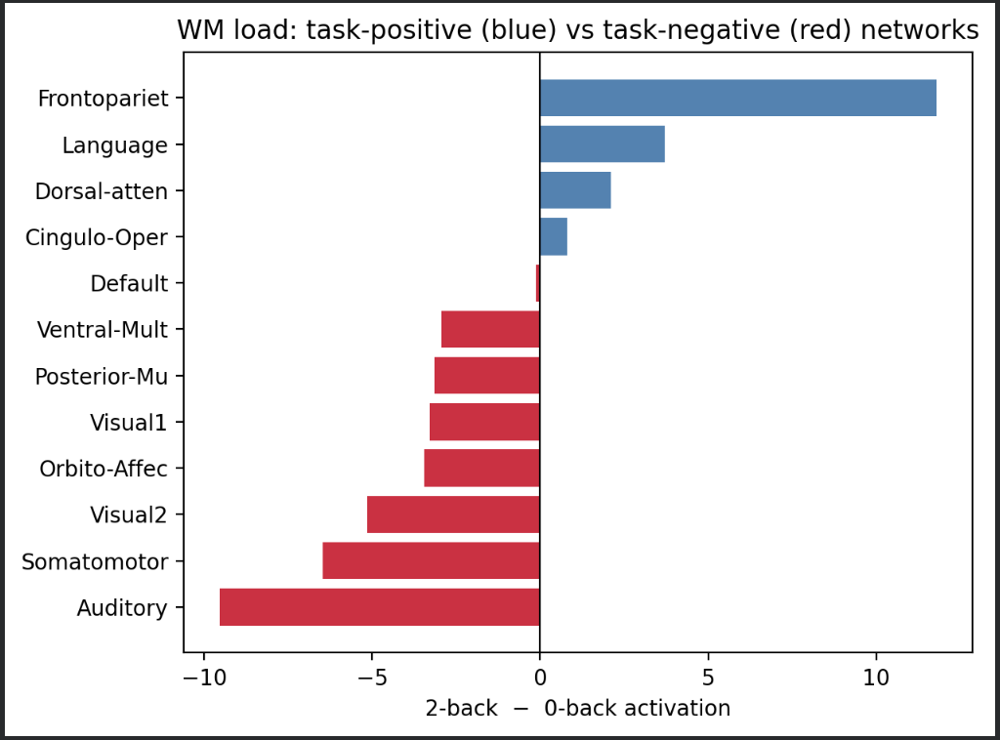 WM load: task-positive (blue) vs task-negative (red) networks
Frontopariet
Language
Dorsal-atten
Cingulo-Oper
Default
Ventral-Mult
Posterior-Mu
Visual1
Orbito-Affec
Visual2
Somatomotor
Auditory
−10 −5 0 5 10
2-back − 0-back activation